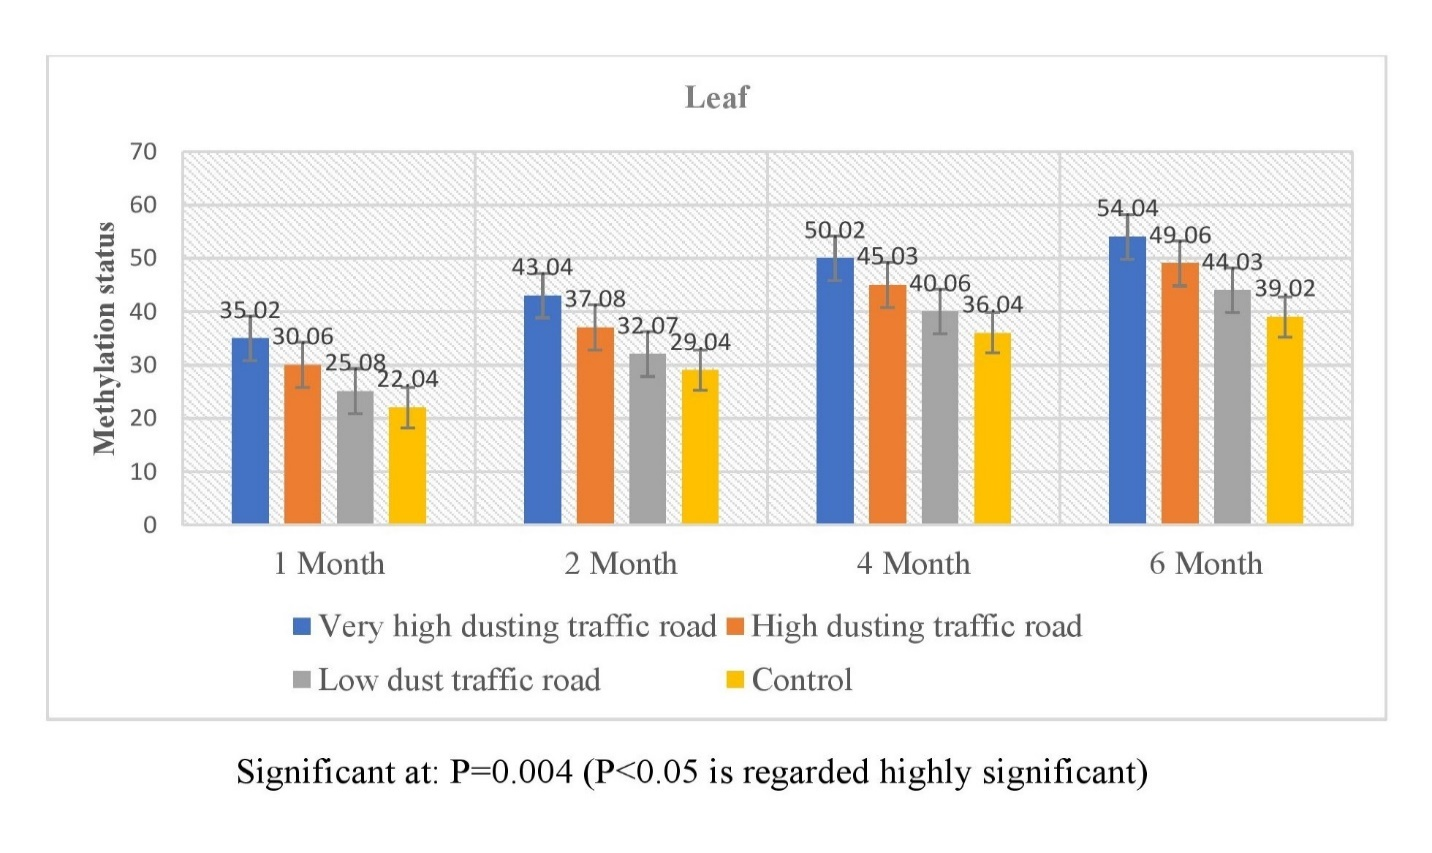 Leaf
Methylation status
70
60
50
40
30
20
10
0
35.02
30.06
25.08
22.04
43.04
37.08
32.07
29.04
50.02
45.03
40.06
36.04
54.04
49.06
44.03
39.02
1 Month
2 Month
4 Month
6 Month
Very high dusting traffic road
High dusting traffic road
Low dust traffic road
Control
Significant at: P=0.004 (P<0.05 is regarded highly significant)